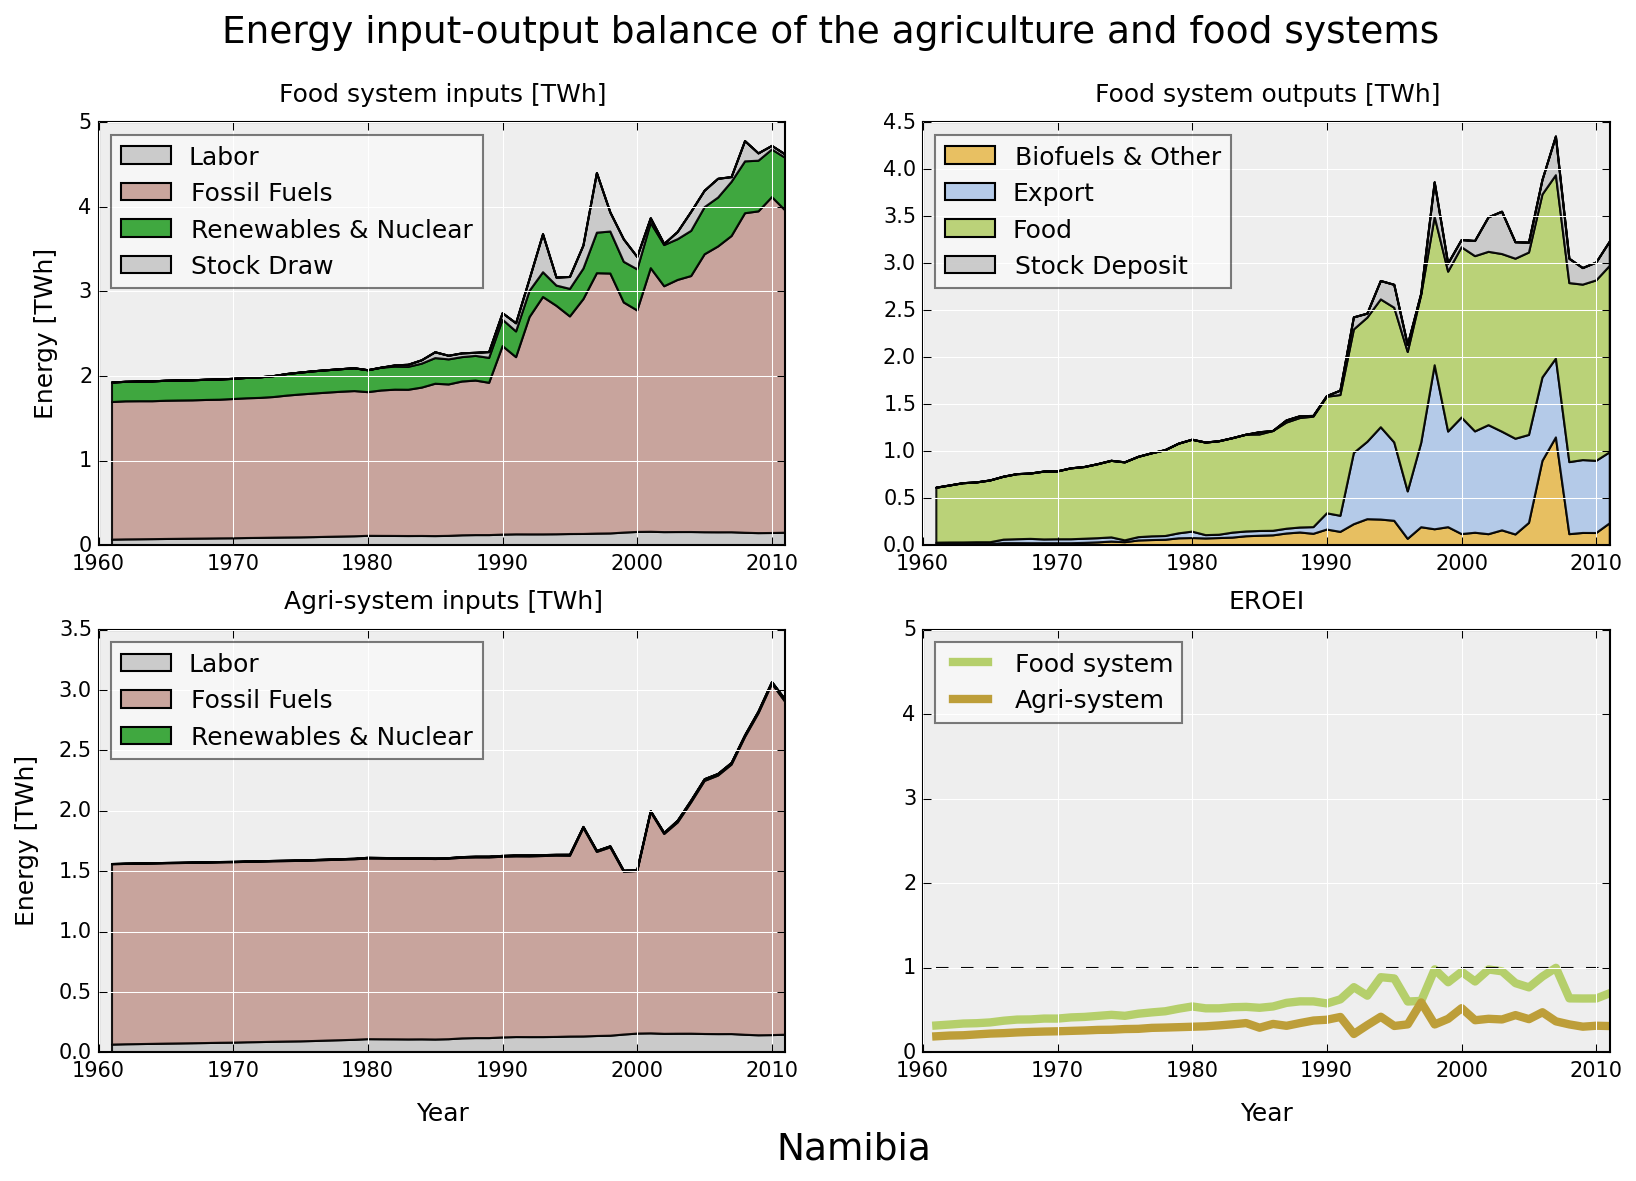 Energy input-output balance of the agriculture and food systems
Food system inputs [TWh]
Energy [TWh]
5
4
3
2
1
0
Labor
Fossil Fuels
Renewables & Nuclear
Stock Draw
1960 1970 1980 1990 2000 2010
Food system outputs [TWh]
4.5
4.0
3.5
3.0
2.5
2.0
1.5
1.0
0.5
0.0
Biofuels & Other
Export
Food
Stock Deposit
1960 1970 1980 1990 2000 2010
Agri-system inputs [TWh]
Energy [TWh]
3.5
3.0
2.5
2.0
1.5
1.0
0.5
0.0
Labor
Fossil Fuels
Renewables & Nuclear
1960 1970 1980 1990 2000 2010
Year
EROEI
5
4
3
2
1
0
Food system
Agri-system
1960 1970 1980 1990 2000 2010
Year
Namibia